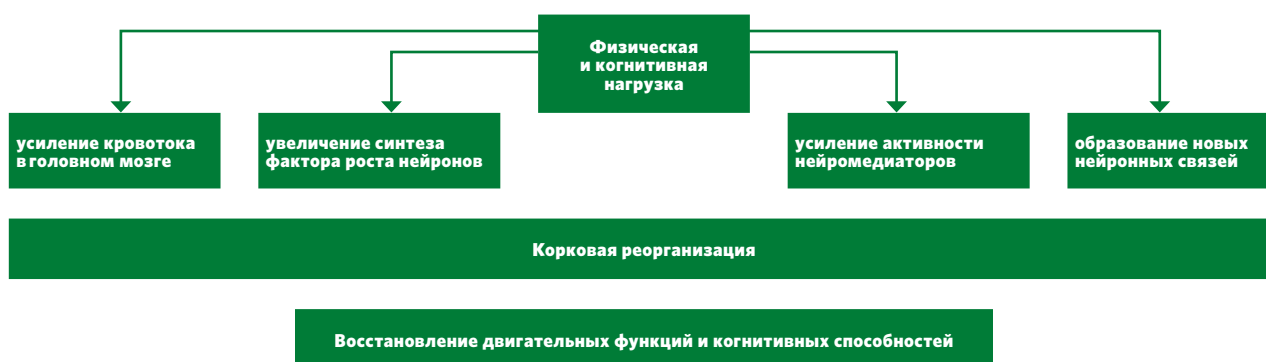 Физическая
и когнитивная
нагрузка
усиление кровотока
в головном мозге
увеличение синтеза
фактора роста нейронов
усиление активности
нейромедиаторов
образование новых
нейронных связей
Корковая реорганизация
Восстановление двигательных функций и когнитивных способностей